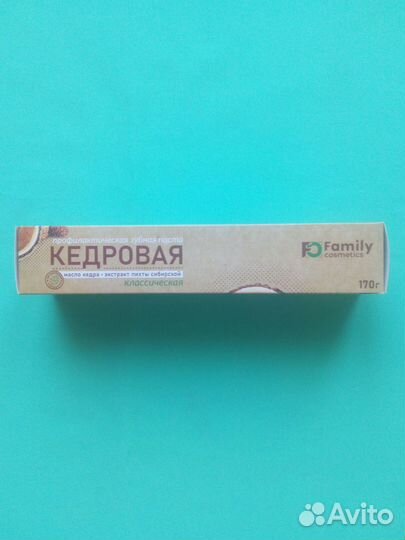 профилактическая зубная паста
КЕДРОВАЯ
масло кедра • экстракт пихты сибирской
классическая
Family
cosmetics
170г
Avito